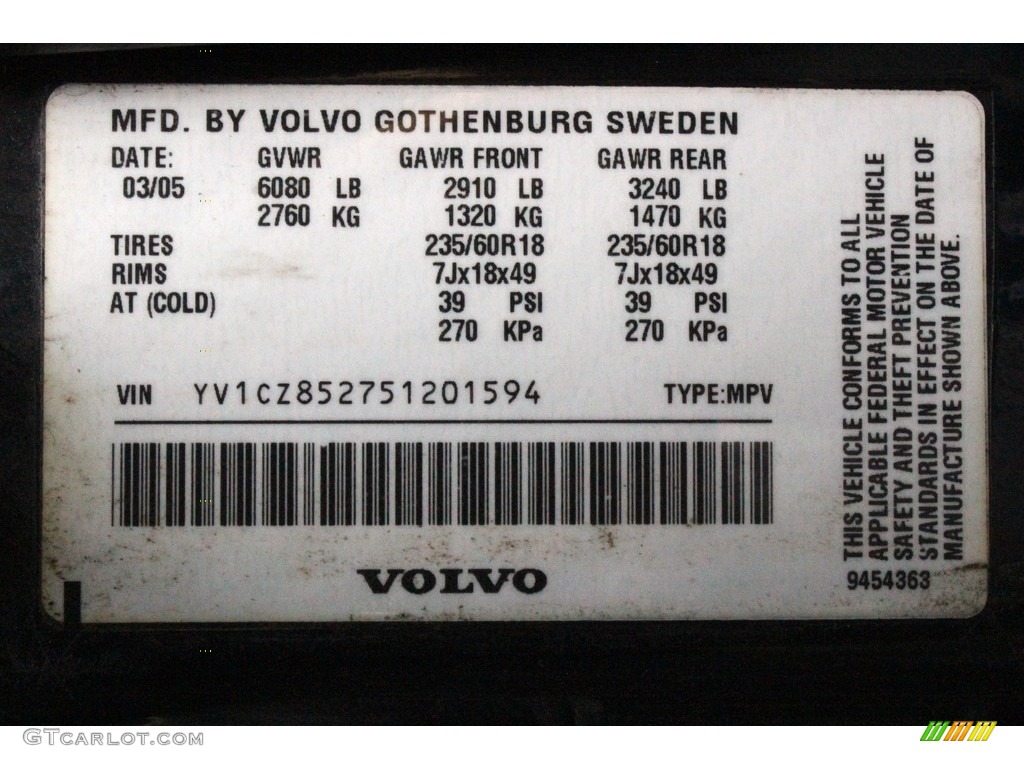 MFD. BY VOLVO GOTHENBURG SWEDEN
DATE: GVWR GAWR FRONT GAWR REAR
03/05 6080 LB 2910 LB 3240 LB
2760 KG 1320 KG 1470 KG
TIRES 235/60R18 235/60R18
RIMS 7Jx18x49 7Jx18x49
AT (COLD) 39 PSI 39 PSI
270 KPa 270 KPa
VIN YV1CZ852751201594 TYPE:MPV
VOLVO
THIS VEHICLE CONFORMS TO ALL
APPLICABLE FEDERAL MOTOR VEHICLE
SAFETY AND THEFT PREVENTION
STANDARDS IN EFFECT ON THE DATE OF
MANUFACTURE SHOWN ABOVE.
9454363
GTCARLOT.COM